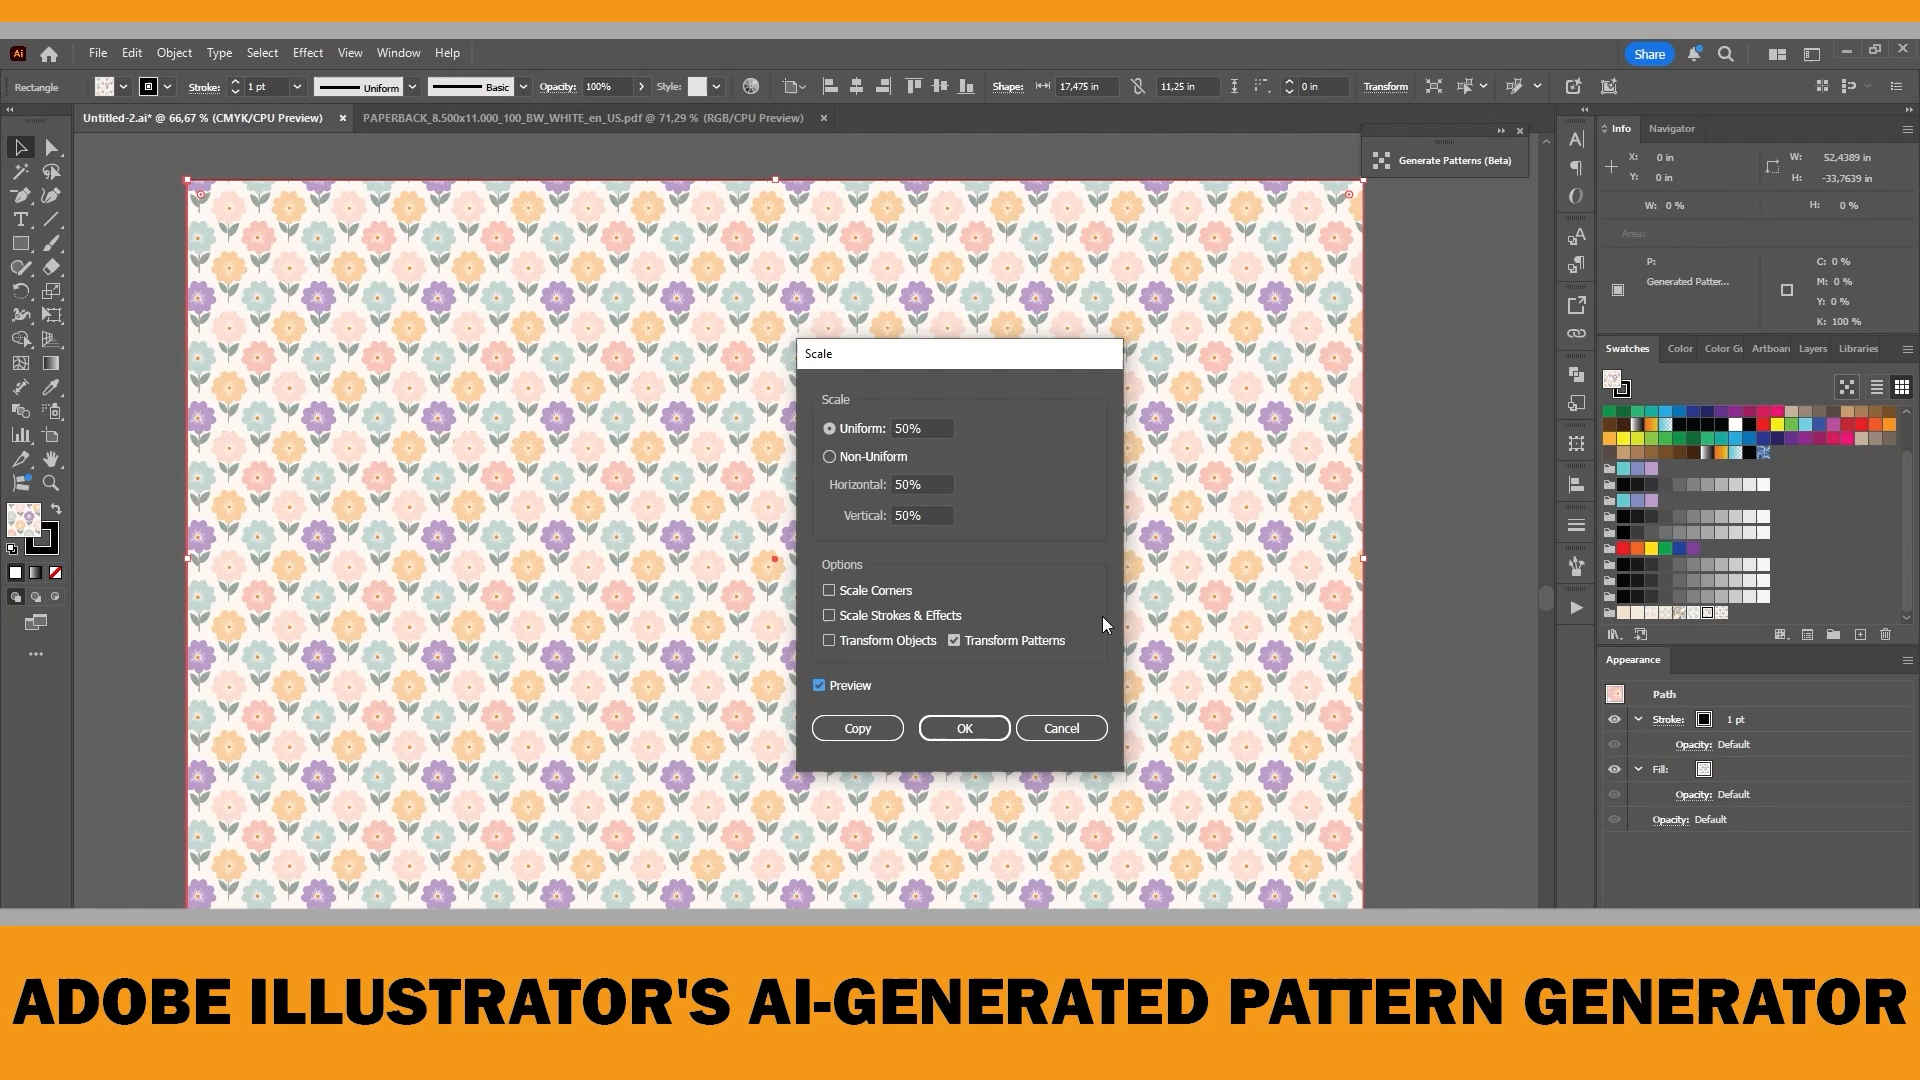 Ai File Edit Object Type Select Effect View Window Help Share
Rectangle Stroke: 1 pt Uniform Basic Opacity: 100% Style: Shape: 17,475 in 11,25 in 0 in Transform
Untitled-2.ai* @ 66,67 % (CMYK/CPU Preview) × PAPERBACK_8.500x11.000_100_BW_WHITE_en_US.pdf @ 71,29 % (RGB/CPU Preview) ×
Generate Patterns (Beta)
Info Navigator
X: 0 in W: 52,4389 in
Y: 0 in H: -33,7639 in
W: 0 % H: 0 %
Area:
P: C: 0 %
Generated Patter... M: 0 %
Y: 0 %
K: 100 %
Swatches Color Color Gu Artboar Layers Libraries
Scale
Scale
Uniform: 50%
Non-Uniform
Horizontal: 50%
Vertical: 50%
Options
Scale Corners
Scale Strokes & Effects
Transform Objects Transform Patterns
Preview
Copy OK Cancel
Appearance
Path
Stroke: 1 pt
Opacity: Default
Fill:
Opacity: Default
Opacity: Default
ADOBE ILLUSTRATOR'S AI-GENERATED PATTERN GENERATOR